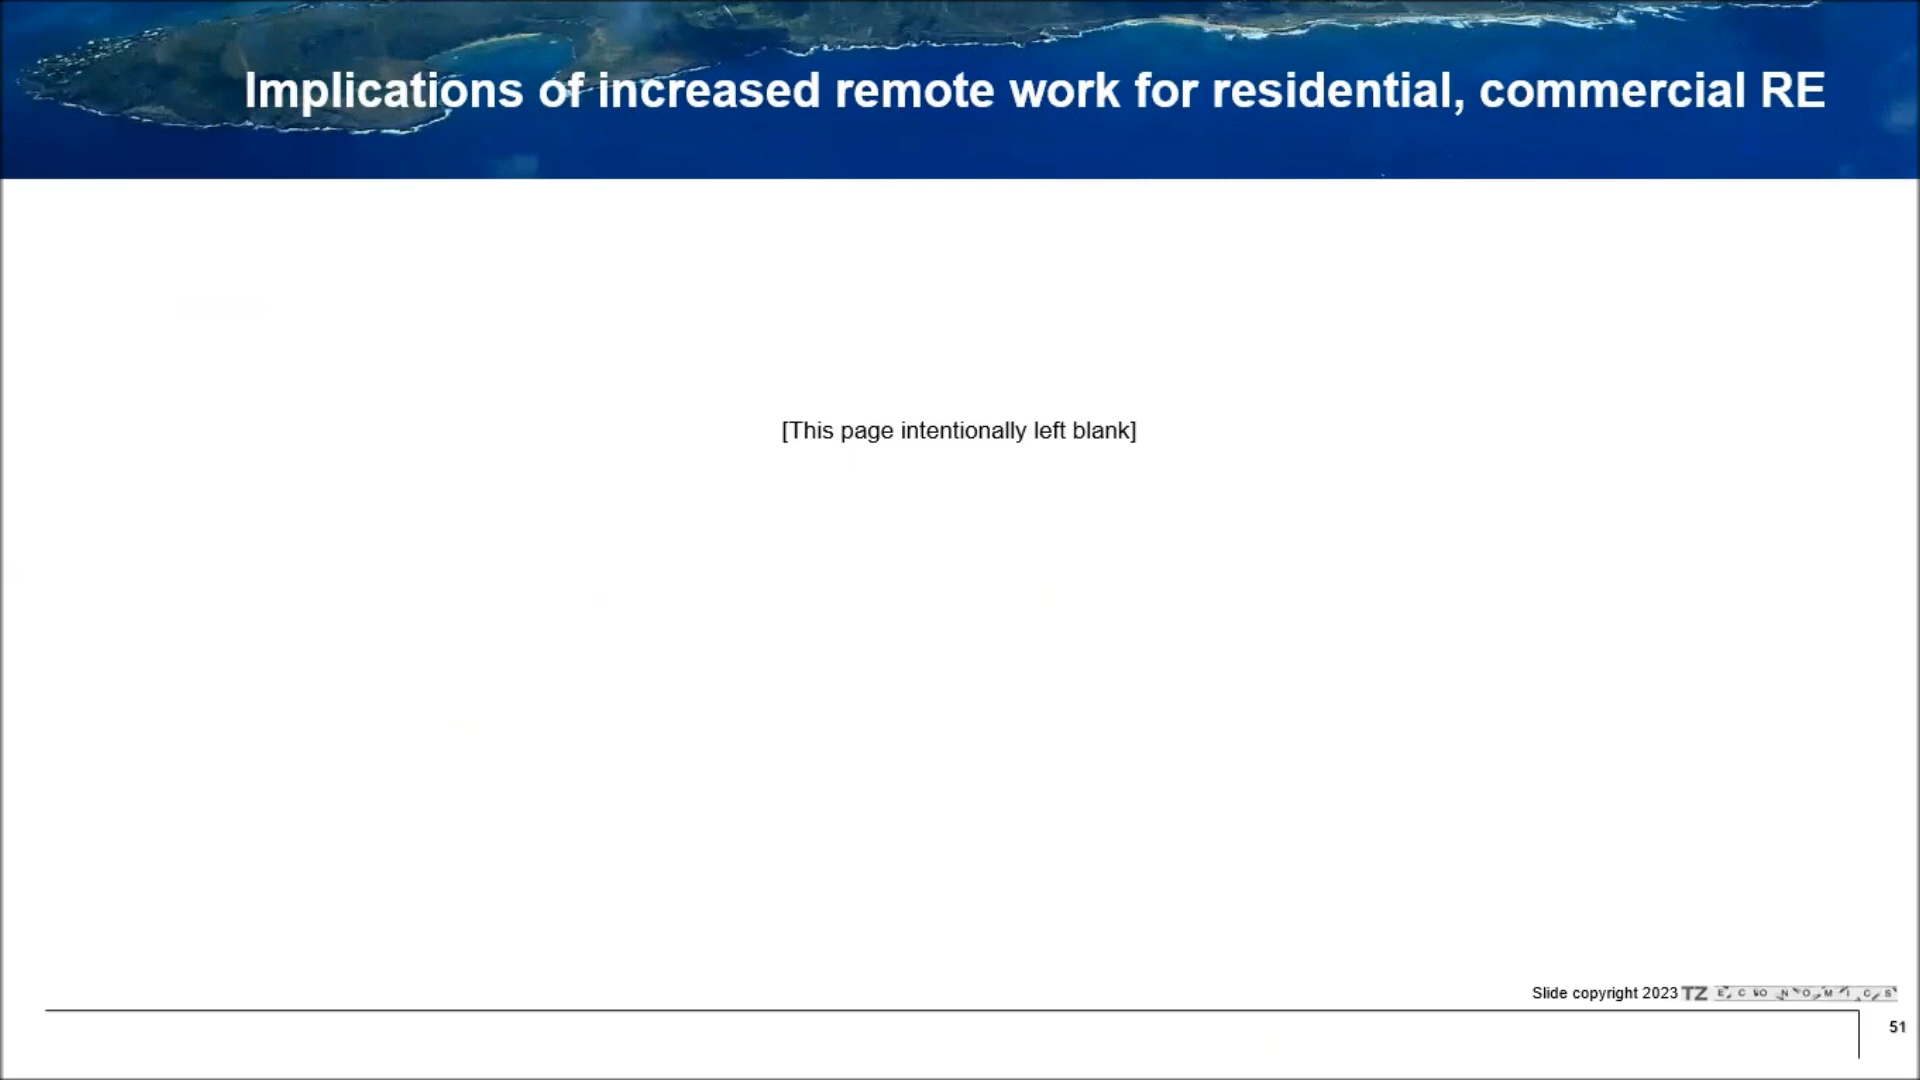 Implications of increased remote work for residential, commercial RE
[This page intentionally left blank]
Slide copyright 2023 TZ ECONOMICS
51